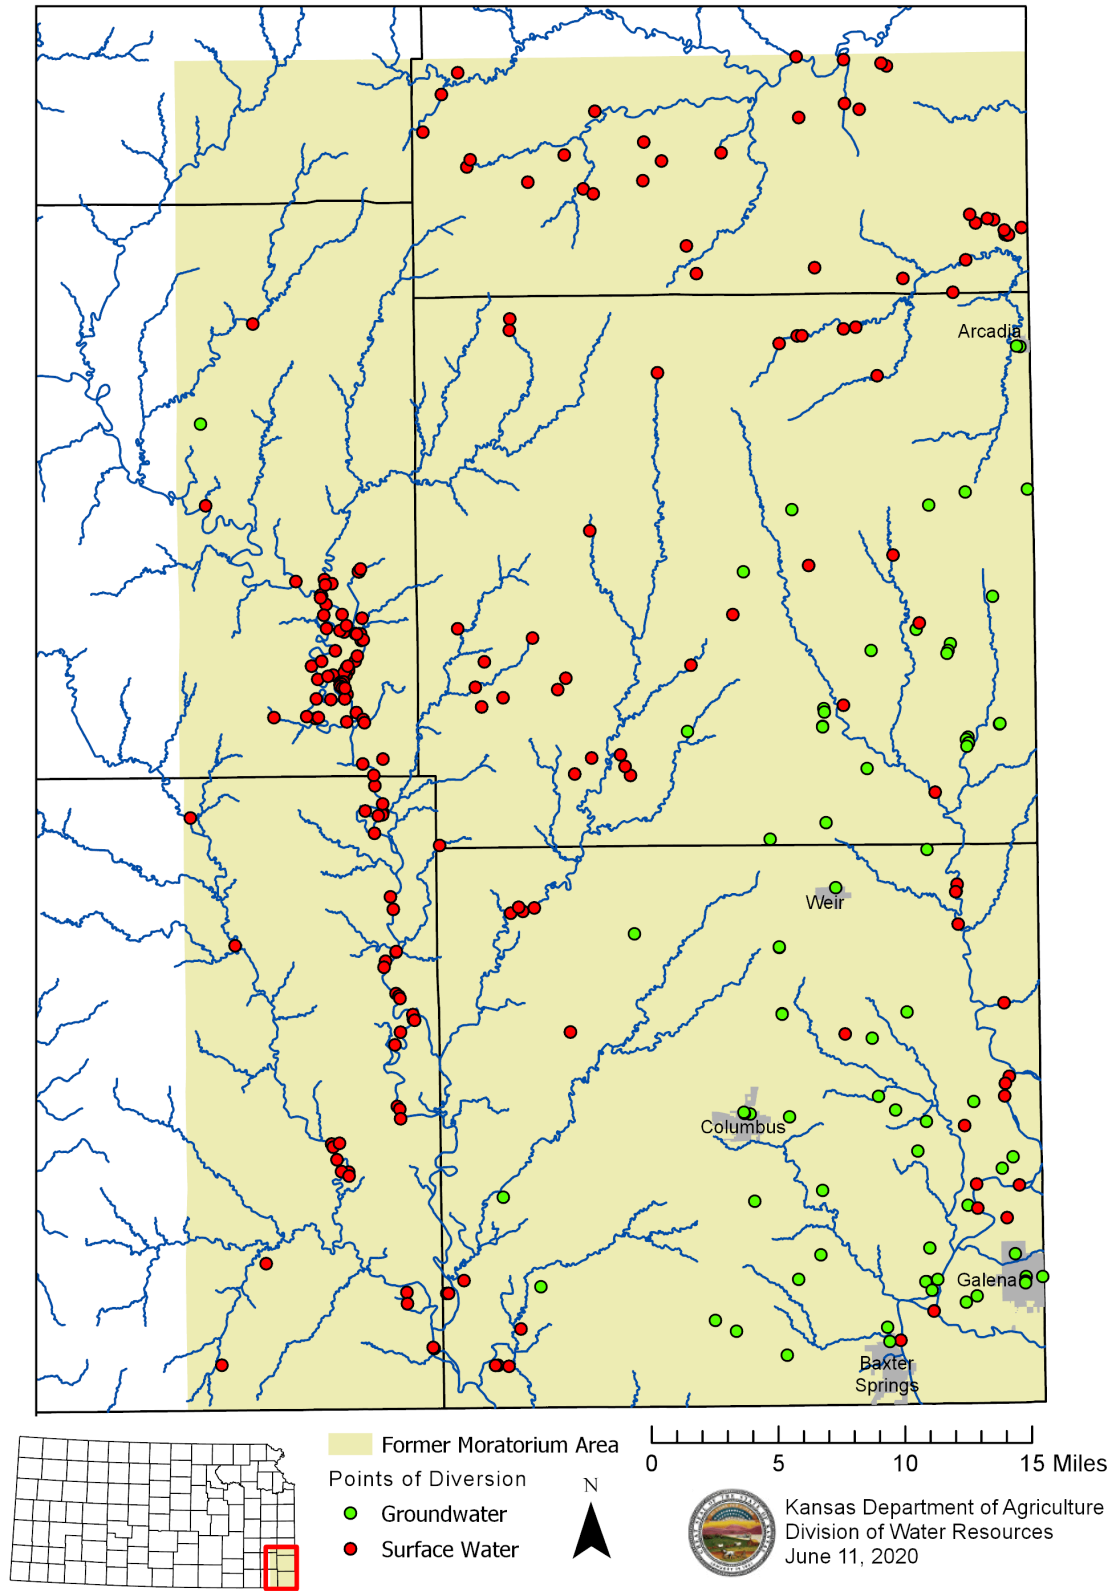 Arcadia
Weir
Columbus
Galena
Baxter
Springs
Former Moratorium Area
Points of Diversion
Groundwater
Surface Water
N
0 5 10 15 Miles
Kansas Department of Agriculture
Division of Water Resources
June 11, 2020